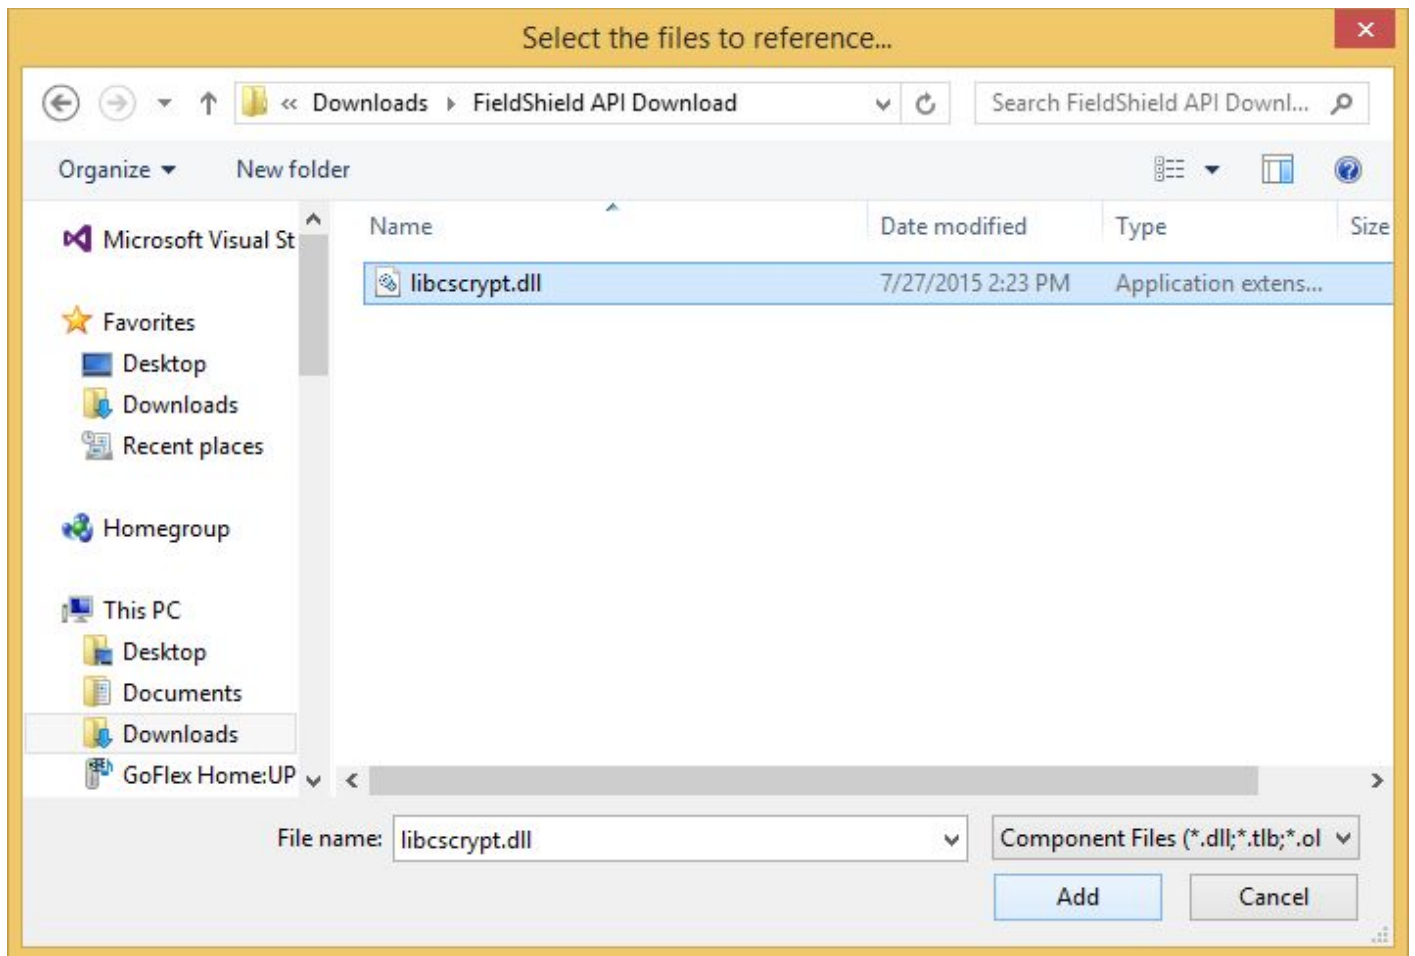 Select the files to reference...
« Downloads FieldShield API Download Search FieldShield API Downl...
Organize New folder
Name Date modified Type Size
libcscrypt.dll 7/27/2015 2:23 PM Application extens...
Microsoft Visual St
Favorites
Desktop
Downloads
Recent places
Homegroup
This PC
Desktop
Documents
Downloads
GoFlex Home:UP
File name: libcscrypt.dll Component Files (*.dll;*.tlb;*.ol
Add Cancel